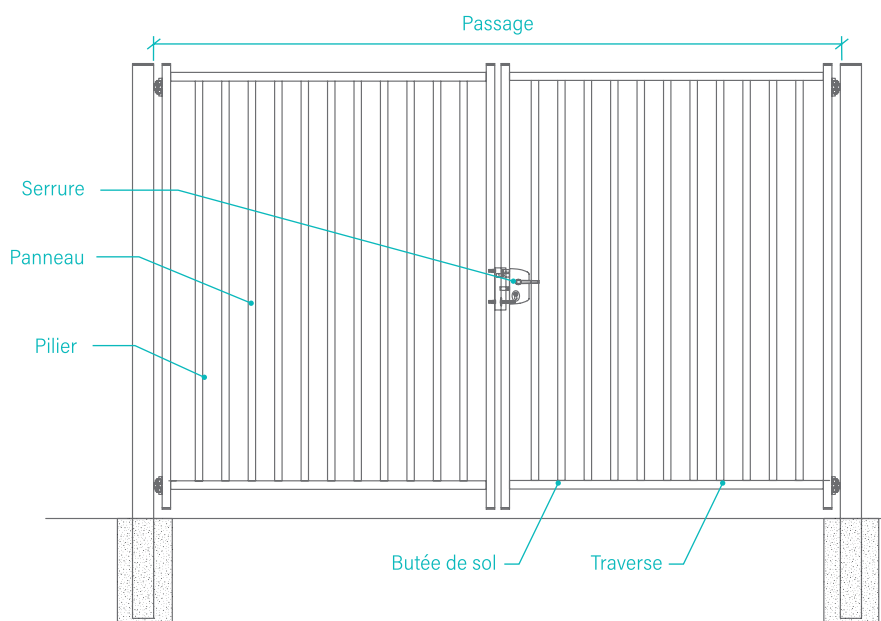 Passage
Serrure
Panneau
Pilier
Butée de sol
Traverse